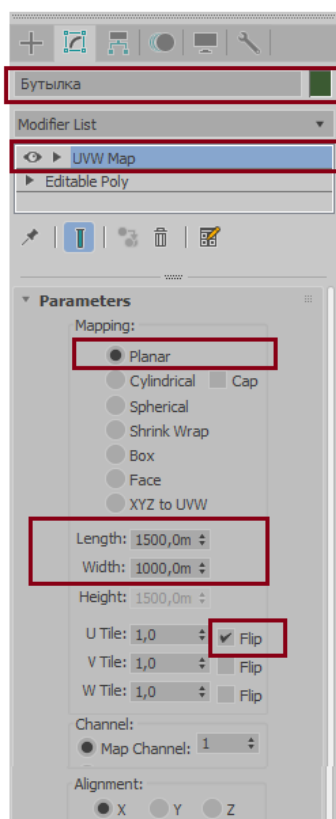 Бутылка
Modifier List
UVW Map
Editable Poly
Parameters
Mapping:
Planar
Cylindrical Cap
Spherical
Shrink Wrap
Box
Face
XYZ to UVW
Length: 1500,0m
Width: 1000,0m
Height: 1500,0m
U Tile: 1,0 Flip
V Tile: 1,0 Flip
W Tile: 1,0 Flip
Channel:
Map Channel: 1
Alignment:
X Y Z